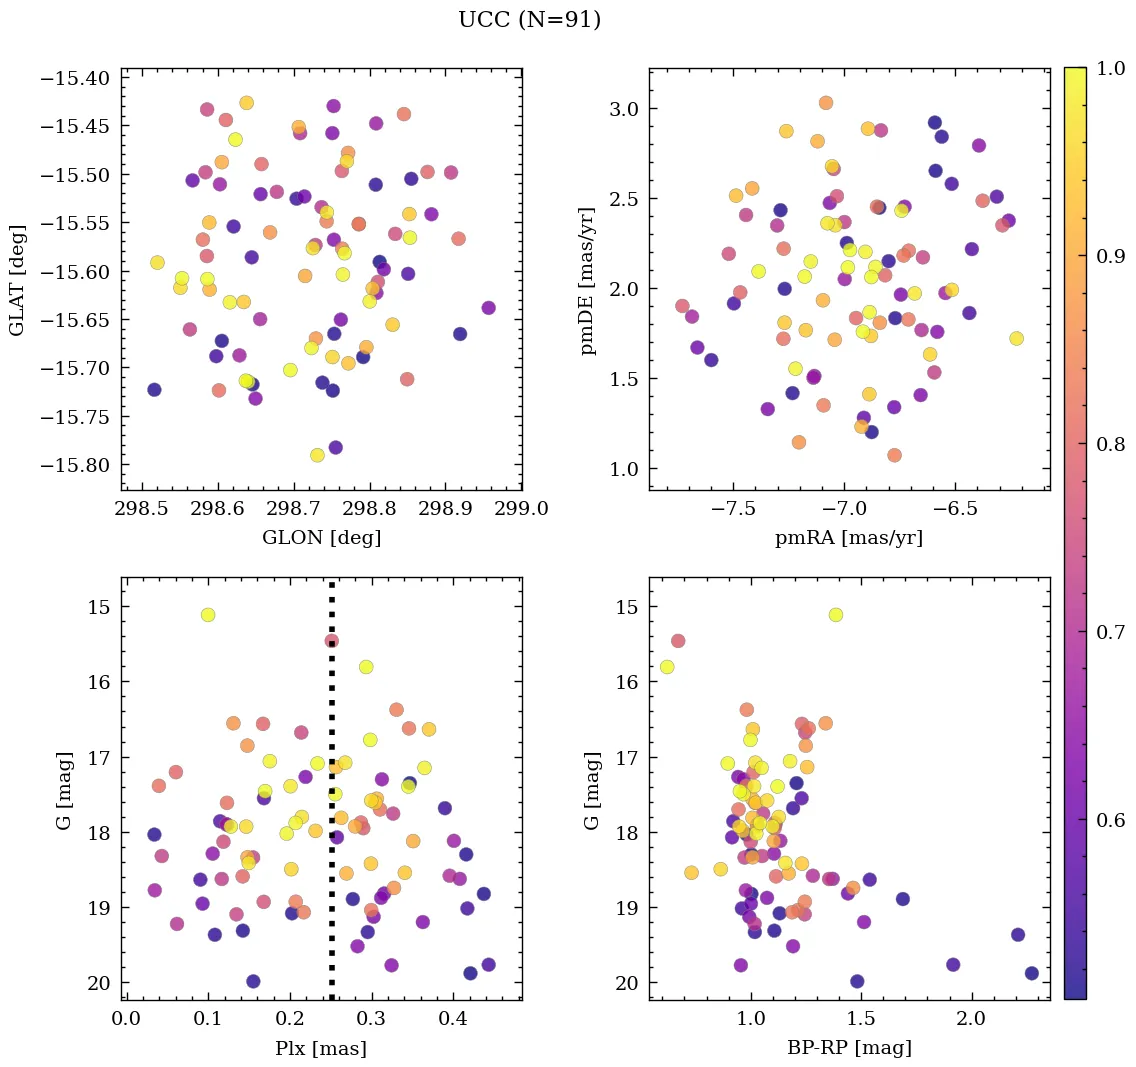 UCC (N=91)
−15.40
−15.45
−15.50
−15.55
−15.60
−15.65
−15.70
−15.75
−15.80
GLAT [deg]
298.5 298.6 298.7 298.8 298.9 299.0
GLON [deg]
3.0
2.5
2.0
1.5
1.0
pmDE [mas/yr]
−7.5 −7.0 −6.5
pmRA [mas/yr]
1.0
0.9
0.8
0.7
0.6
15
16
17
18
19
20
G [mag]
0.0 0.1 0.2 0.3 0.4
Plx [mas]
15
16
17
18
19
20
G [mag]
1.0 1.5 2.0
BP-RP [mag]